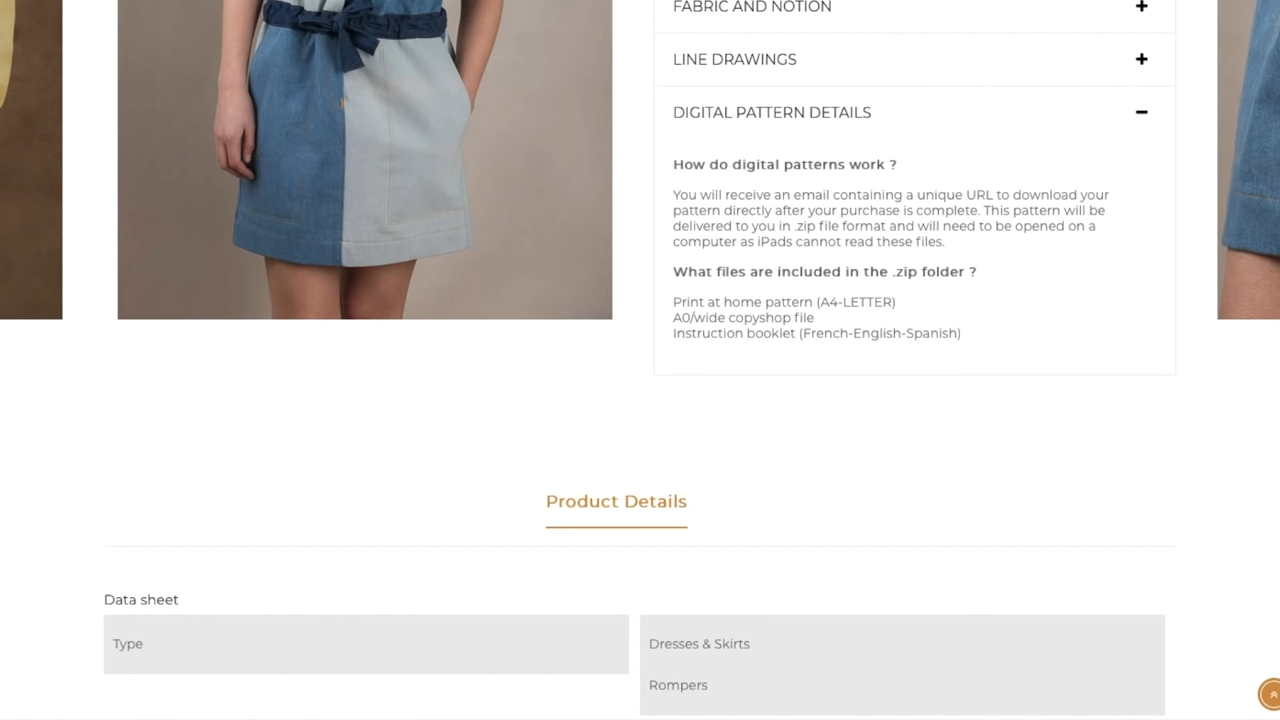 FABRIC AND NOTION
LINE DRAWINGS
DIGITAL PATTERN DETAILS
How do digital patterns work ?
You will receive an email containing a unique URL to download your
pattern directly after your purchase is complete. This pattern will be
delivered to you in .zip file format and will need to be opened on a
computer as iPads cannot read these files.
What files are included in the .zip folder ?
Print at home pattern (A4-LETTER)
A0/wide copyshop file
Instruction booklet (French-English-Spanish)
Product Details
Data sheet
Type
Dresses & Skirts
Rompers